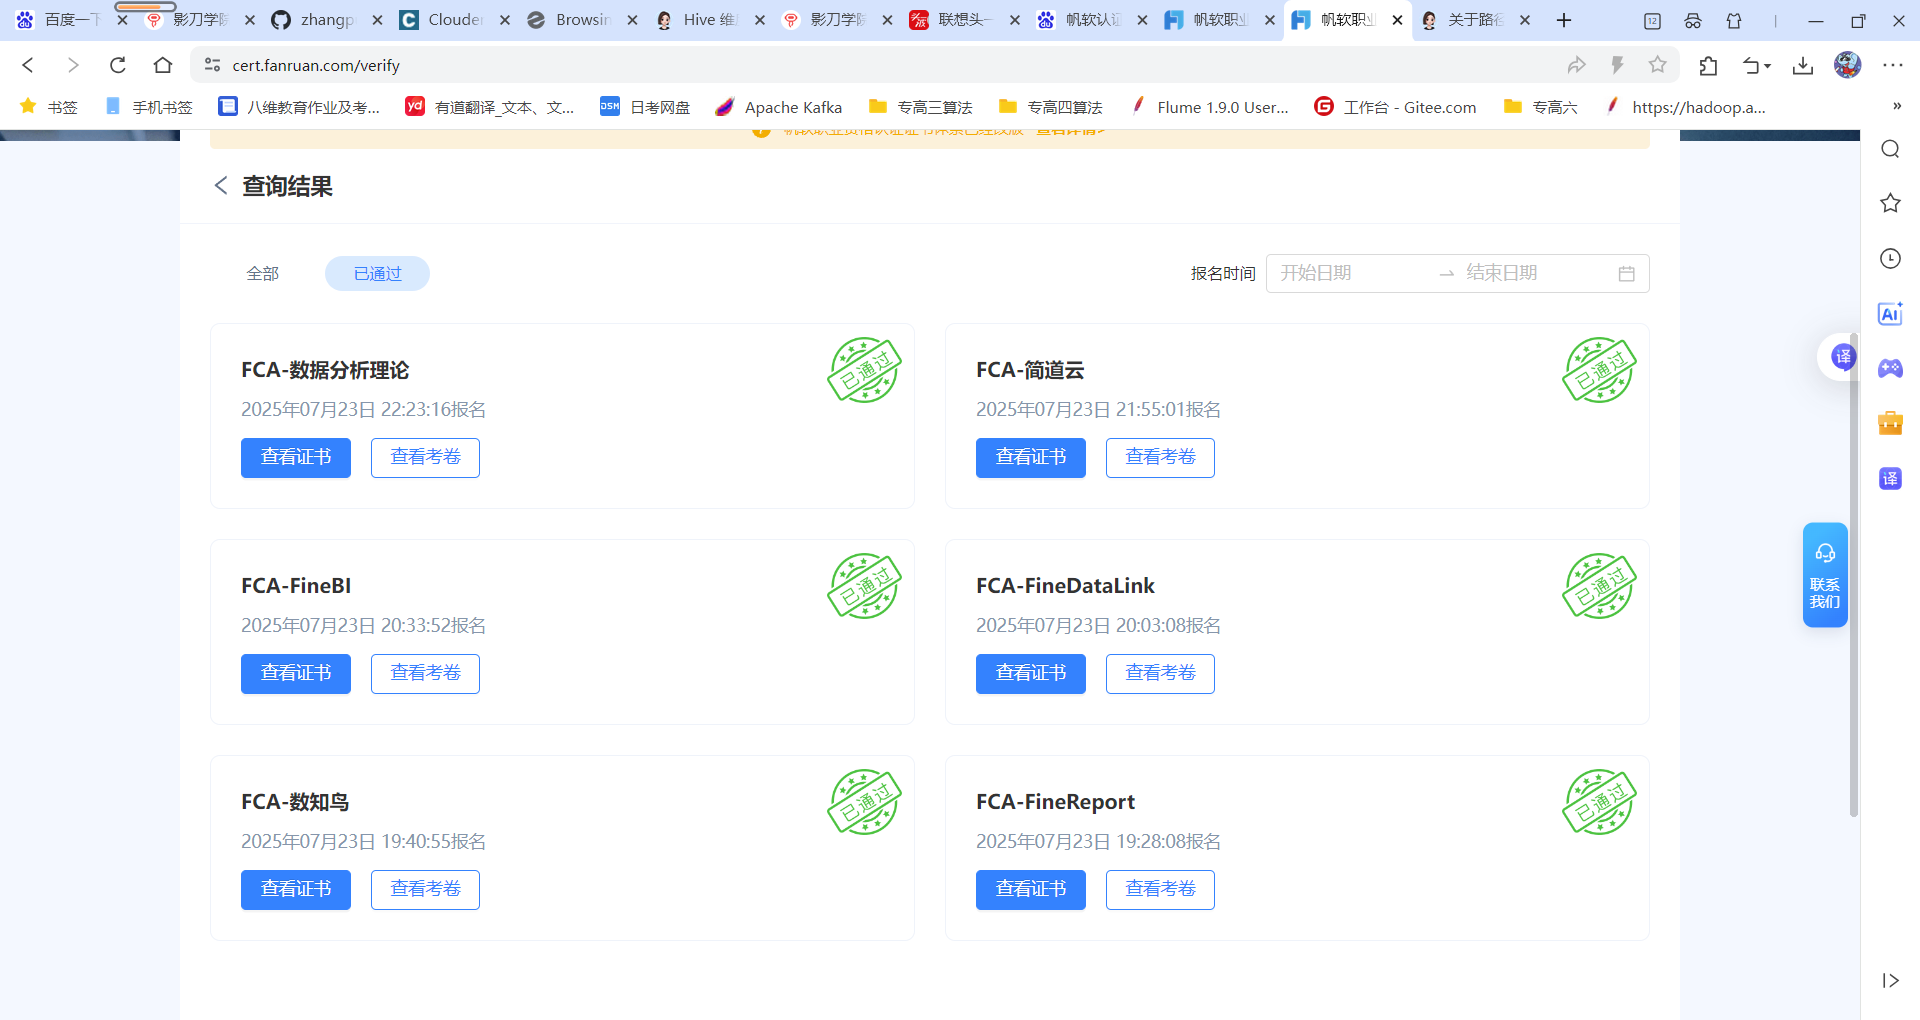 百度一下
影刀学院
zhangp
Clouder
Browsin
Hive 维
影刀学院
联想头一
帆软认证
帆软职业
帆软职业
关于路径
12
cert.fanruan.com/verify
书签
手机书签
八维教育作业及考...
有道翻译_文本、文...
日考网盘
Apache Kafka
专高三算法
专高四算法
Flume 1.9.0 User...
工作台 - Gitee.com
专高六
https://hadoop.a...
查询结果
全部
已通过
报名时间
开始日期
结束日期
FCA-数据分析理论
已通过
2025年07月23日 22:23:16报名
查看证书
查看考卷
FCA-简道云
已通过
2025年07月23日 21:55:01报名
查看证书
查看考卷
FCA-FineBI
已通过
2025年07月23日 20:33:52报名
查看证书
查看考卷
FCA-FineDataLink
已通过
2025年07月23日 20:03:08报名
查看证书
查看考卷
FCA-数知鸟
已通过
2025年07月23日 19:40:55报名
查看证书
查看考卷
FCA-FineReport
已通过
2025年07月23日 19:28:08报名
查看证书
查看考卷
译
AI
译
联系
我们